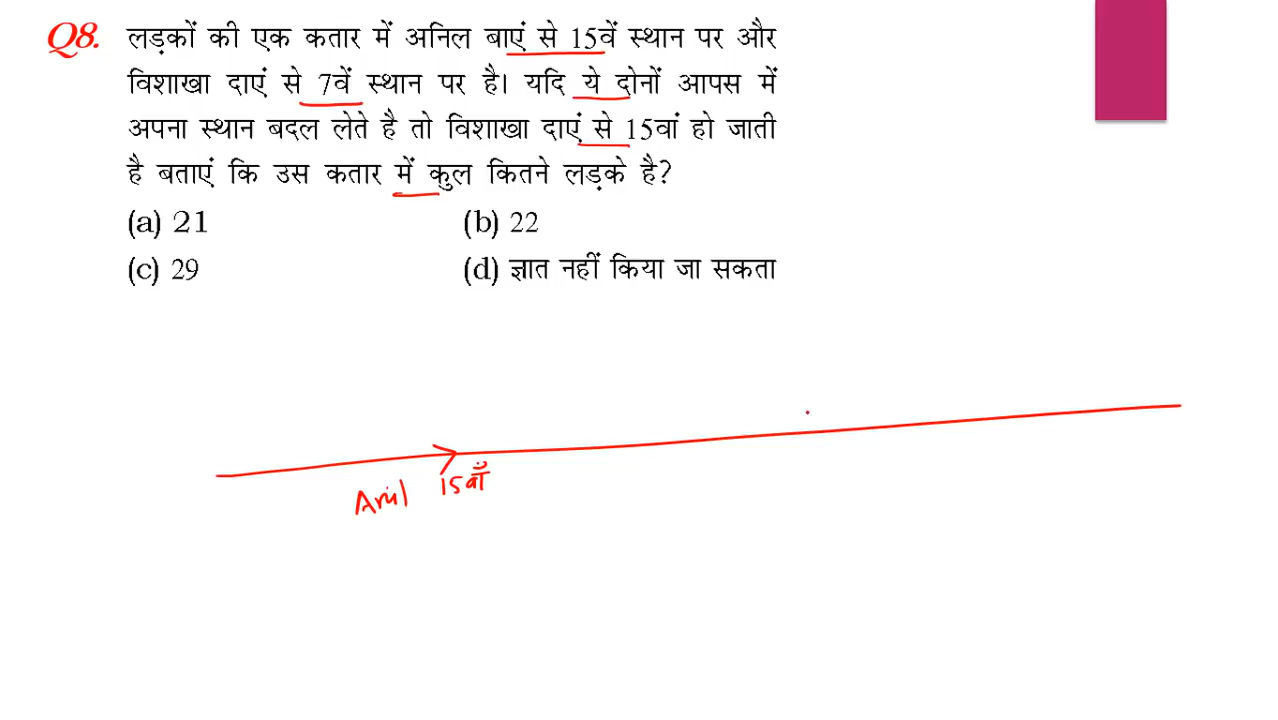 Q8. लड़कों की एक कतार में अनिल बाएं से 15वें स्थान पर और
विशाखा दाएं से 7वें स्थान पर है। यदि ये दोनों आपस में
अपना स्थान बदल लेते है तो विशाखा दाएं से 15वां हो जाती
है बताएं कि उस कतार में कुल कितने लड़के है?
(a) 21 (b) 22
(c) 29 (d) ज्ञात नहीं किया जा सकता
Anil 15वाँ